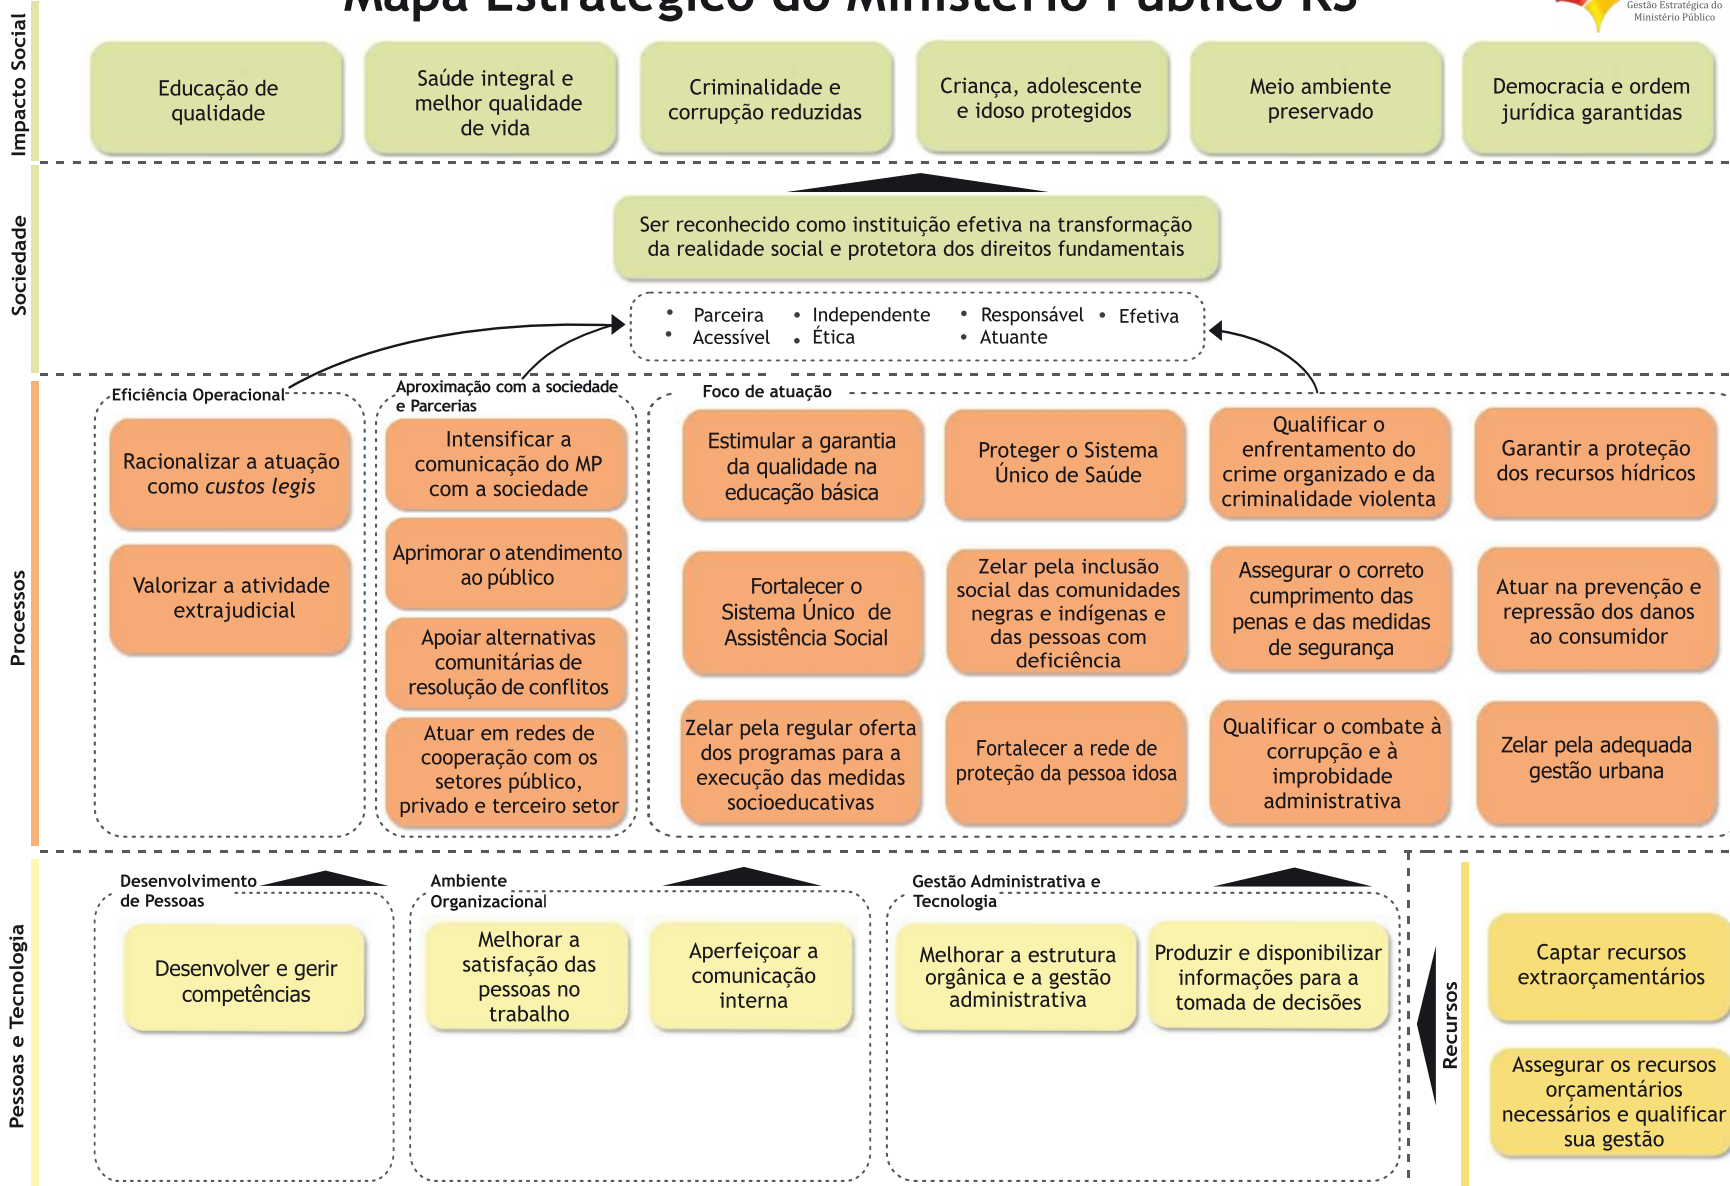 Mapa Estratégico do Ministério Público RS
Gestão Estratégica do
Ministério Público
Impacto Social
Educação de
qualidade
Saúde integral e
melhor qualidade
de vida
Criminalidade e
corrupção reduzidas
Criança, adolescente
e idoso protegidos
Meio ambiente
preservado
Democracia e ordem
jurídica garantidas
Sociedade
Ser reconhecido como instituição efetiva na transformação
da realidade social e protetora dos direitos fundamentais
• Parceira • Independente • Responsável • Efetiva
• Acessível • Ética • Atuante
Processos
Eficiência Operacional
Racionalizar a atuação
como custos legis
Valorizar a atividade
extrajudicial
Aproximação com a sociedade
e Parcerias
Intensificar a
comunicação do MP
com a sociedade
Aprimorar o atendimento
ao público
Apoiar alternativas
comunitárias de
resolução de conflitos
Atuar em redes de
cooperação com os
setores público,
privado e terceiro setor
Foco de atuação
Estimular a garantia
da qualidade na
educação básica
Proteger o Sistema
Único de Saúde
Qualificar o
enfrentamento do
crime organizado e da
criminalidade violenta
Garantir a proteção
dos recursos hídricos
Fortalecer o
Sistema Único de
Assistência Social
Zelar pela inclusão
social das comunidades
negras e indígenas e
das pessoas com
deficiência
Assegurar o correto
cumprimento das
penas e das medidas
de segurança
Atuar na prevenção e
repressão dos danos
ao consumidor
Zelar pela regular oferta
dos programas para a
execução das medidas
socioeducativas
Fortalecer a rede de
proteção da pessoa idosa
Qualificar o combate à
corrupção e à
improbidade
administrativa
Zelar pela adequada
gestão urbana
Pessoas e Tecnologia
Desenvolvimento
de Pessoas
Desenvolver e gerir
competências
Ambiente
Organizacional
Melhorar a
satisfação das
pessoas no
trabalho
Aperfeiçoar a
comunicação
interna
Gestão Administrativa e
Tecnologia
Melhorar a estrutura
orgânica e a gestão
administrativa
Produzir e disponibilizar
informações para a
tomada de decisões
Recursos
Captar recursos
extraorçamentários
Assegurar os recursos
orçamentários
necessários e qualificar
sua gestão